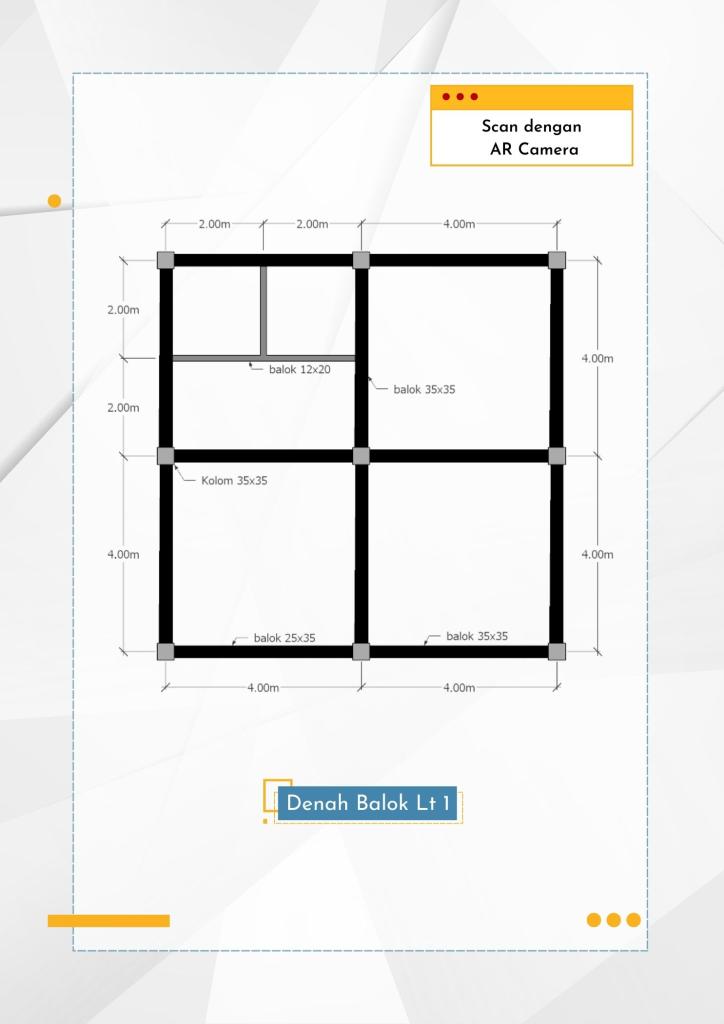 Scan dengan
AR Camera
2.00m
2.00m
4.00m
2.00m
4.00m
balok 12x20
balok 35x35
2.00m
Kolom 35x35
4.00m
4.00m
balok 25x35
balok 35x35
4.00m
4.00m
Denah Balok Lt 1